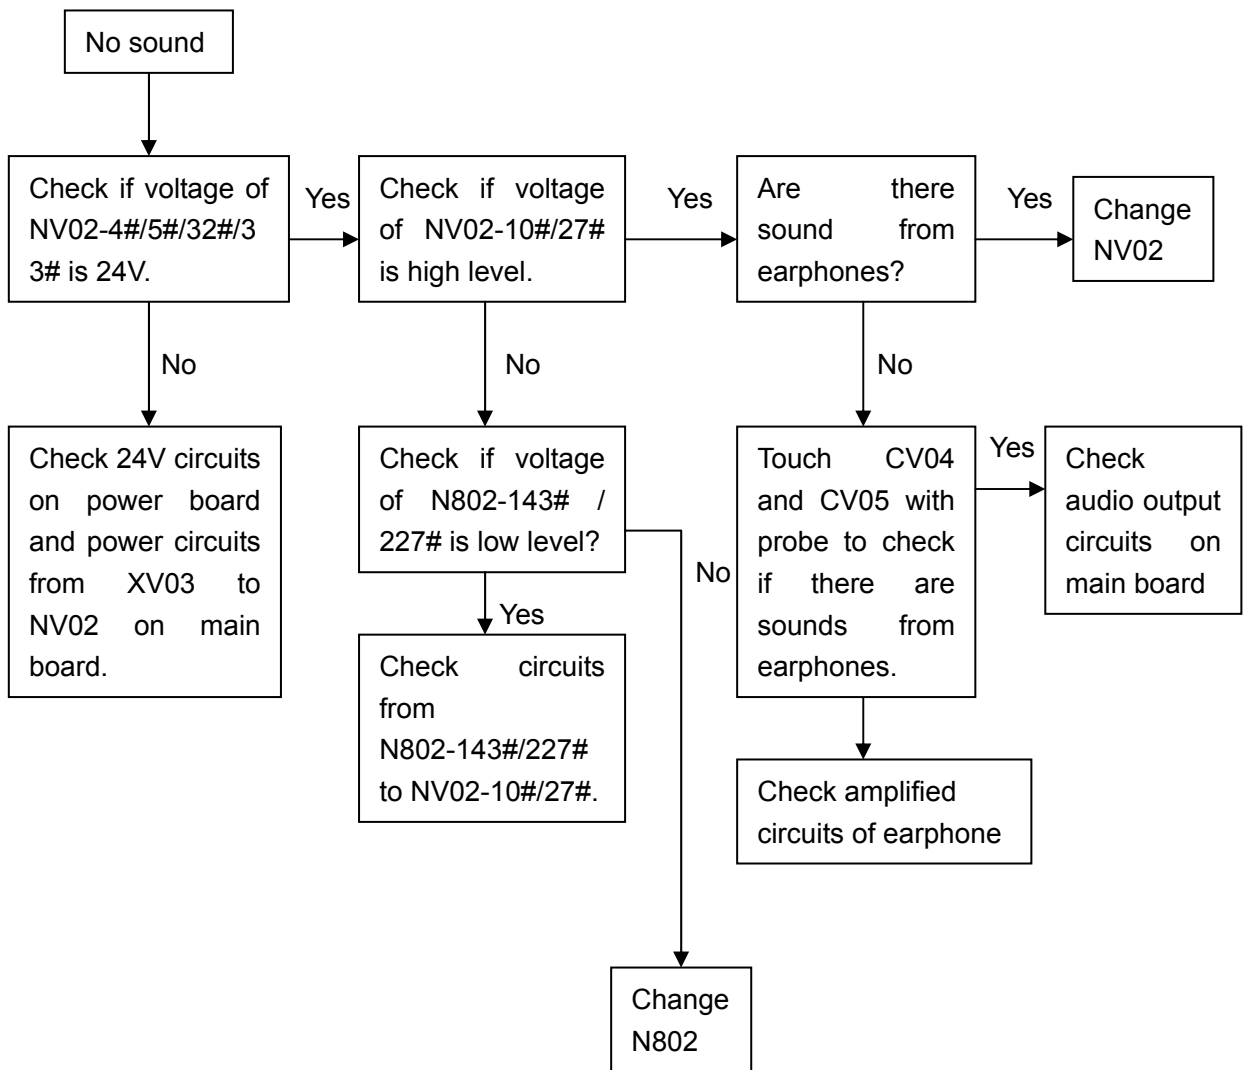 No sound
Check if voltage of
NV02-4#/5#/32#/3
3# is 24V.
Yes
Check if voltage
of NV02-10#/27#
is high level.
Yes
Are there
sound from
earphones?
Yes
Change
NV02
No
No
No
Check 24V circuits
on power board
and power circuits
from XV03 to
NV02 on main
board.
Check if voltage
of N802-143# /
227# is low level?
No
Touch CV04
and CV05 with
probe to check
if there are
sounds from
earphones.
Yes
Check
audio output
circuits on
main board
Yes
Check circuits
from
N802-143#/227#
to NV02-10#/27#.
Check amplified
circuits of earphone
Change
N802